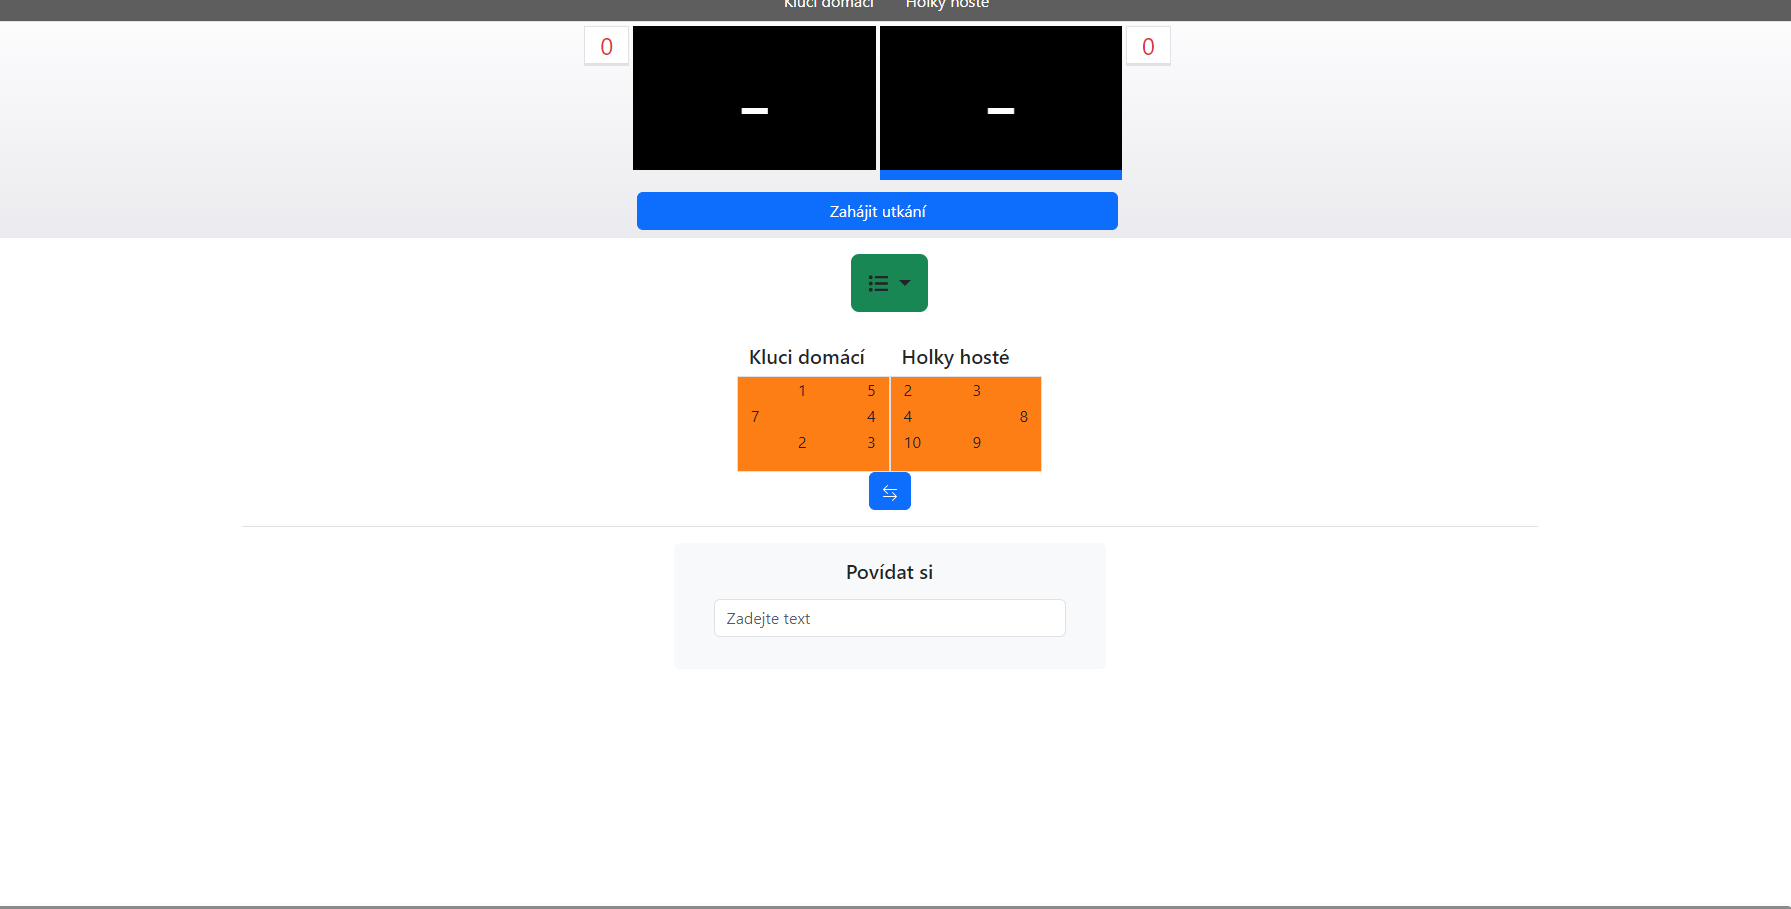 Kluci domácí Holky hosté
0 - - 0
Zahájit utkání
Kluci domácí Holky hosté
1 5 2 3
7 4 4 8
2 3 10 9
Povídat si
Zadejte text